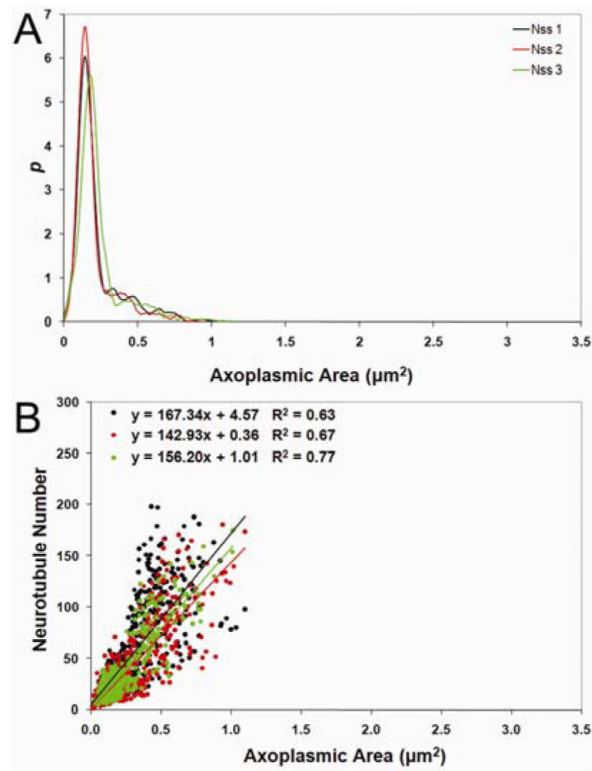 A
7
6
5
4
3
2
1
0
p
Nss 1
Nss 2
Nss 3
0 0.5 1 1.5 2 2.5 3 3.5
Axoplasmic Area (µm²)
B
300
250
200
150
100
50
0
Neurotubule Number
y = 167.34x + 4.57 R² = 0.63
y = 142.93x + 0.36 R² = 0.67
y = 156.20x + 1.01 R² = 0.77
0.0 0.5 1.0 1.5 2.0 2.5 3.0 3.5
Axoplasmic Area (µm²)